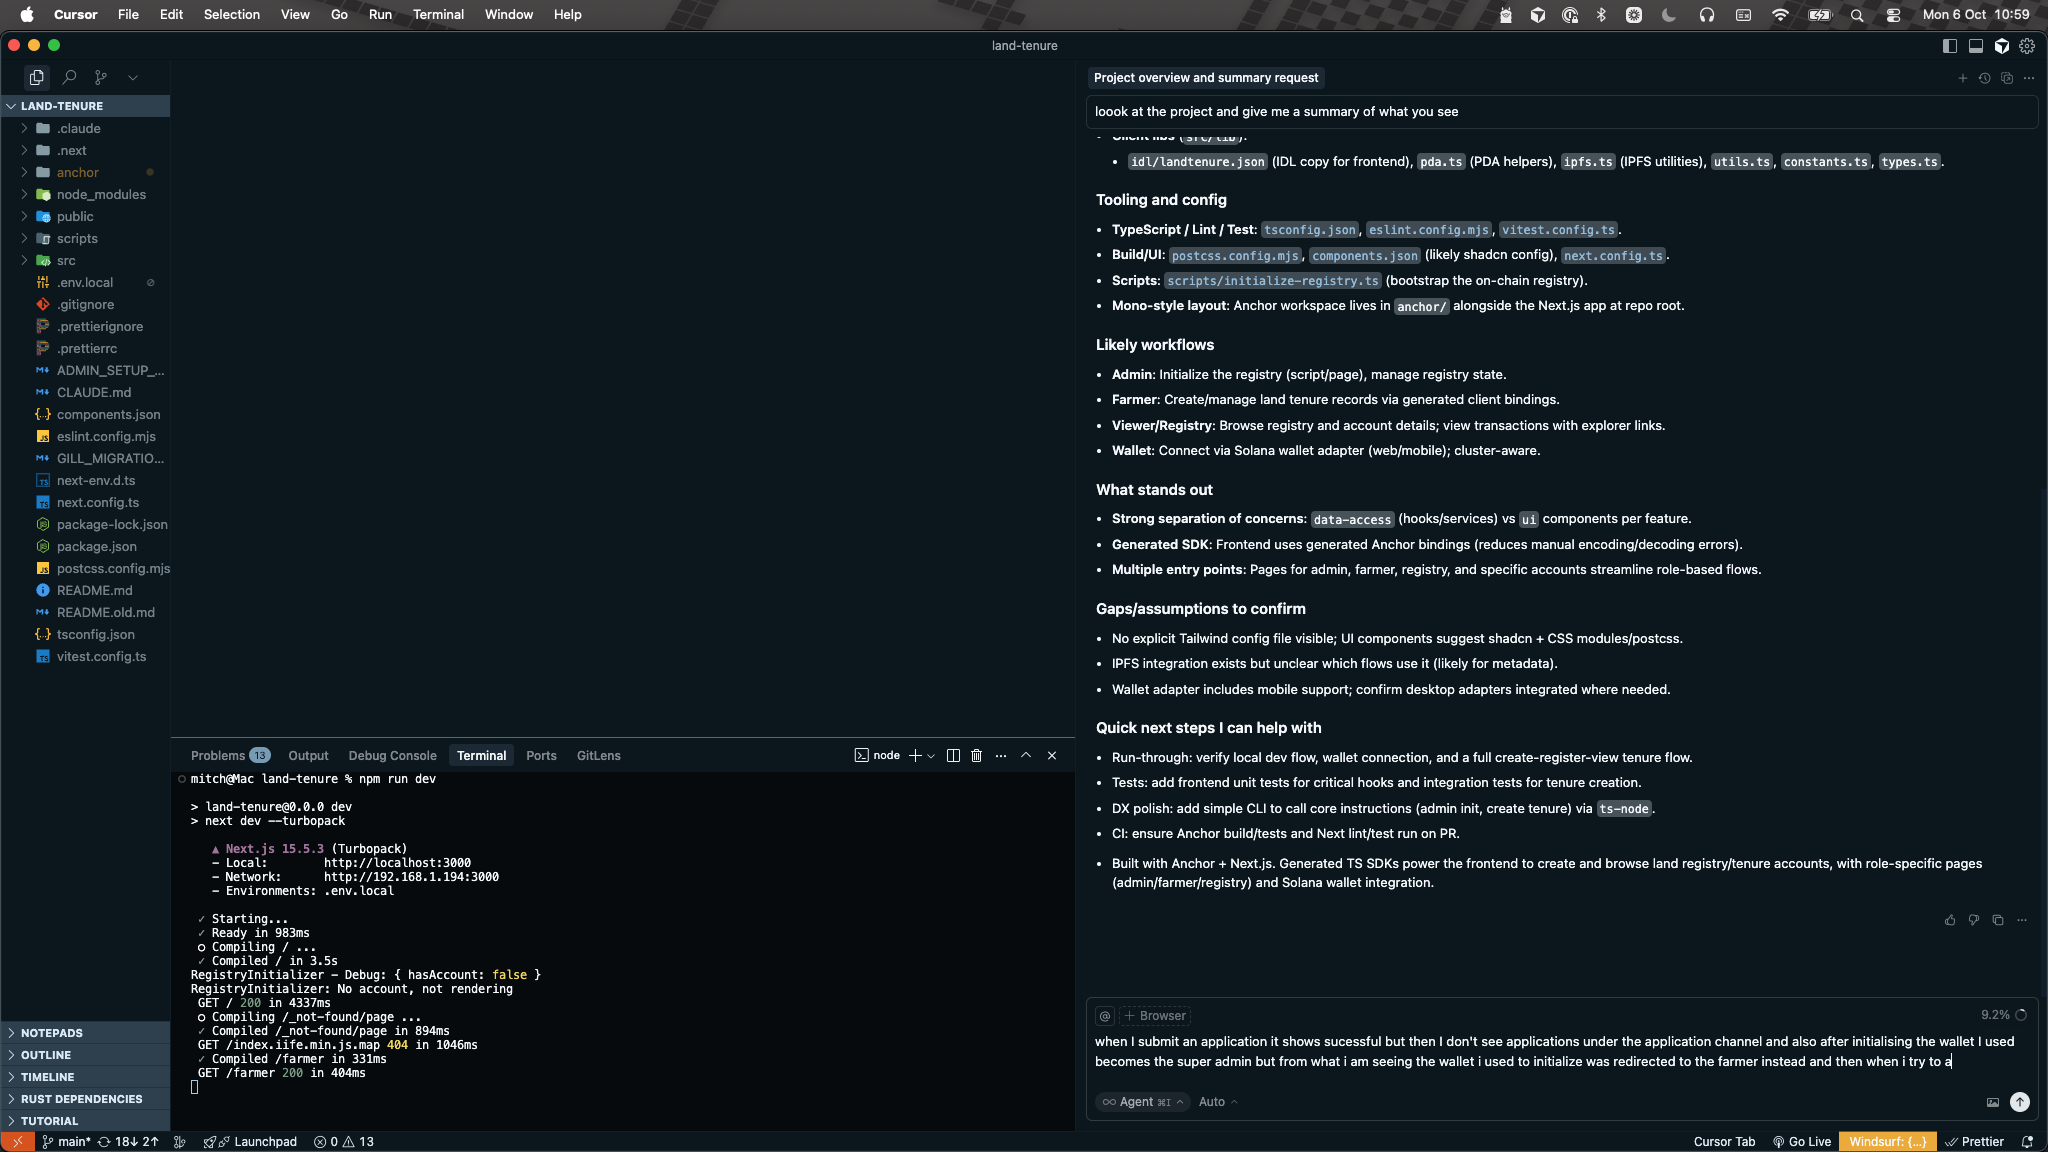 Cursor File Edit Selection View Go Run Terminal Window Help
Mon 6 Oct 10:59
land-tenure
LAND-TENURE
.claude
.next
anchor
node_modules
public
scripts
src
.env.local
.gitignore
.prettierignore
.prettierrc
ADMIN_SETUP_...
CLAUDE.md
components.json
eslint.config.mjs
GILL_MIGRATIO...
next-env.d.ts
next.config.ts
package-lock.json
package.json
postcss.config.mjs
README.md
README.old.md
tsconfig.json
vitest.config.ts
NOTEPADS
OUTLINE
TIMELINE
RUST DEPENDENCIES
TUTORIAL
Problems 13 Output Debug Console Terminal Ports GitLens
node
mitch@Mac land-tenure % npm run dev
> land-tenure@0.0.0 dev
> next dev --turbopack
▲ Next.js 15.5.3 (Turbopack)
- Local: http://localhost:3000
- Network: http://192.168.1.194:3000
- Environments: .env.local
✓ Starting...
✓ Ready in 983ms
○ Compiling / ...
✓ Compiled / in 3.5s
RegistryInitializer - Debug: { hasAccount: false }
RegistryInitializer: No account, not rendering
GET / 200 in 4337ms
○ Compiling /_not-found/page ...
✓ Compiled /_not-found/page in 894ms
GET /index.iife.min.js.map 404 in 1046ms
✓ Compiled /farmer in 331ms
GET /farmer 200 in 404ms
Project overview and summary request
loook at the project and give me a summary of what you see
• Client libs (src/lib):
• idl/landtenure.json (IDL copy for frontend), pda.ts (PDA helpers), ipfs.ts (IPFS utilities), utils.ts, constants.ts, types.ts.
Tooling and config
• TypeScript / Lint / Test: tsconfig.json, eslint.config.mjs, vitest.config.ts.
• Build/UI: postcss.config.mjs, components.json (likely shadcn config), next.config.ts.
• Scripts: scripts/initialize-registry.ts (bootstrap the on-chain registry).
• Mono-style layout: Anchor workspace lives in anchor/ alongside the Next.js app at repo root.
Likely workflows
• Admin: Initialize the registry (script/page), manage registry state.
• Farmer: Create/manage land tenure records via generated client bindings.
• Viewer/Registry: Browse registry and account details; view transactions with explorer links.
• Wallet: Connect via Solana wallet adapter (web/mobile); cluster-aware.
What stands out
• Strong separation of concerns: data-access (hooks/services) vs ui components per feature.
• Generated SDK: Frontend uses generated Anchor bindings (reduces manual encoding/decoding errors).
• Multiple entry points: Pages for admin, farmer, registry, and specific accounts streamline role-based flows.
Gaps/assumptions to confirm
• No explicit Tailwind config file visible; UI components suggest shadcn + CSS modules/postcss.
• IPFS integration exists but unclear which flows use it (likely for metadata).
• Wallet adapter includes mobile support; confirm desktop adapters integrated where needed.
Quick next steps I can help with
• Run-through: verify local dev flow, wallet connection, and a full create-register-view tenure flow.
• Tests: add frontend unit tests for critical hooks and integration tests for tenure creation.
• DX polish: add simple CLI to call core instructions (admin init, create tenure) via ts-node.
• CI: ensure Anchor build/tests and Next lint/test run on PR.
• Built with Anchor + Next.js. Generated TS SDKs power the frontend to create and browse land registry/tenure accounts, with role-specific pages
(admin/farmer/registry) and Solana wallet integration.
@ + Browser 9.2%
when I submit an application it shows sucessful but then I don't see applications under the application channel and also after initialising the wallet I used
becomes the super admin but from what i am seeing the wallet i used to initialize was redirected to the farmer instead and then when i try to a
Agent ⌘I Auto
main* 18↓ 2↑ Launchpad 0 13
Cursor Tab Go Live Windsurf: {...} Prettier